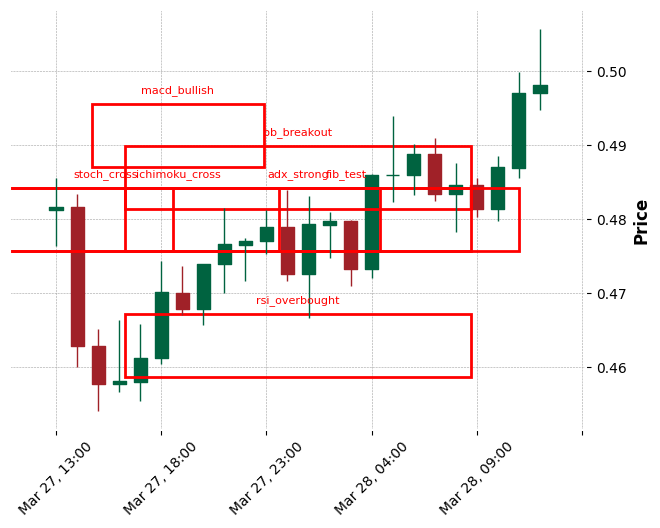 macd_bullish
bb_breakout
stoch_cross
ichimoku_cross
adx_strong
fib_test
rsi_overbought
0.50
0.49
0.48
0.47
0.46
Price
Mar 27, 13:00
Mar 27, 18:00
Mar 27, 23:00
Mar 28, 04:00
Mar 28, 09:00